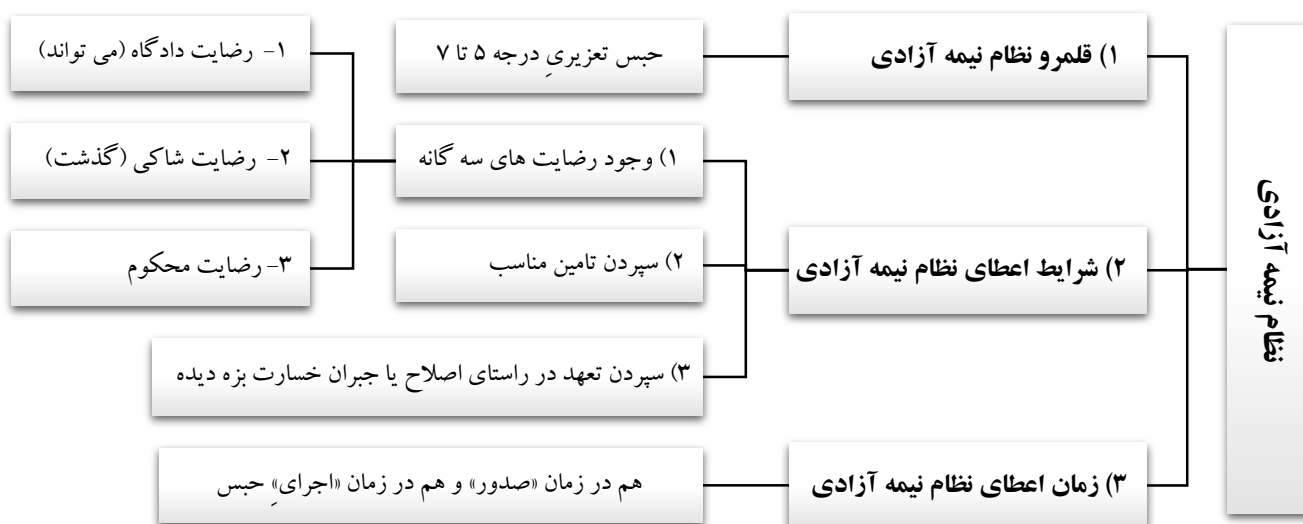 نظام نیمه آزادی
۱) قلمرو نظام نیمه آزادی
حبس تعزیریِ درجه ۵ تا ۷
۲) شرایط اعطای نظام نیمه آزادی
۱) وجود رضایت های سه گانه
۱- رضایت دادگاه (می تواند)
۲- رضایت شاکی (گذشت)
۳- رضایت محکوم
۲) سپردن تامین مناسب
۳) سپردن تعهد در راستای اصلاح یا جبران خسارت بزه دیده
۳) زمان اعطای نظام نیمه آزادی
هم در زمان «صدور» و هم در زمان «اجرای» حبس